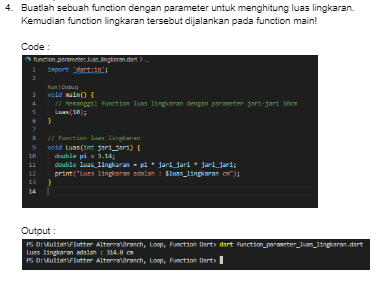 4. Buatlah sebuah function dengan parameter untuk menghitung luas lingkaran.
Kemudian function lingkaran tersebut dijalankan pada function main!
Code :
function_parameter_luas_lingkaran.dart > ...
1 import 'dart:io';
2
Run | Debug
3 void main() {
4 // Memanggil Function luas lingkaran dengan parameter jari-jari 10cm
5 Luas(10);
6 }
7
8 // Function luas lingkaran
9 void Luas(int jari_jari) {
10 double pi = 3.14;
11 double luas_lingkaran = pi * jari_jari * jari_jari;
12 print("Luas lingkaran adalah : $luas_lingkaran cm");
13 }
14
Output :
PS D:\Kuliah\Flutter Alterra\Branch, Loop, Function Dart> dart function_parameter_luas_lingkaran.dart
Luas lingkaran adalah : 314.0 cm
PS D:\Kuliah\Flutter Alterra\Branch, Loop, Function Dart>